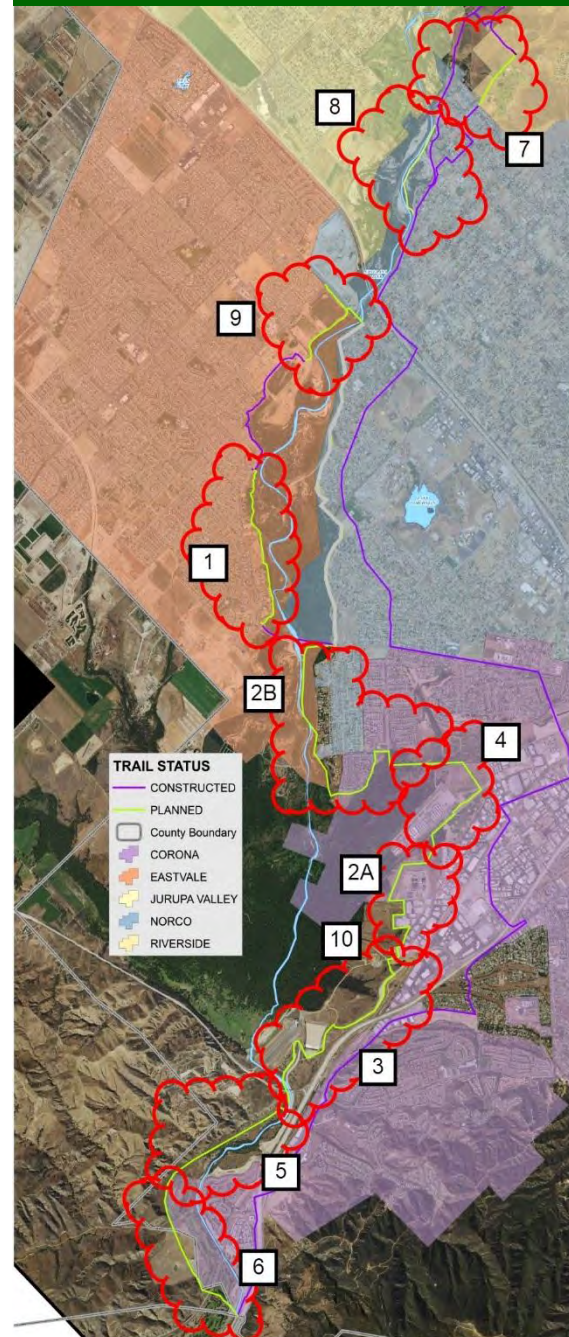 8
7
9
1
2B
4
TRAIL STATUS
CONSTRUCTED
PLANNED
County Boundary
CORONA
EASTVALE
JURUPA VALLEY
NORCO
RIVERSIDE
2A
10
3
5
6